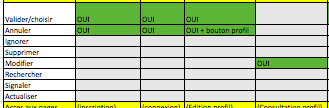 Valider/choisir OUI OUI OUI
Annuler OUI OUI OUI + bouton profil
Ignorer
Supprimer
Modifier OUI
Rechercher
Signaler
Actualiser
Acces aux pages (inscription) (connexion) (Edition profil) (Consultation profil)